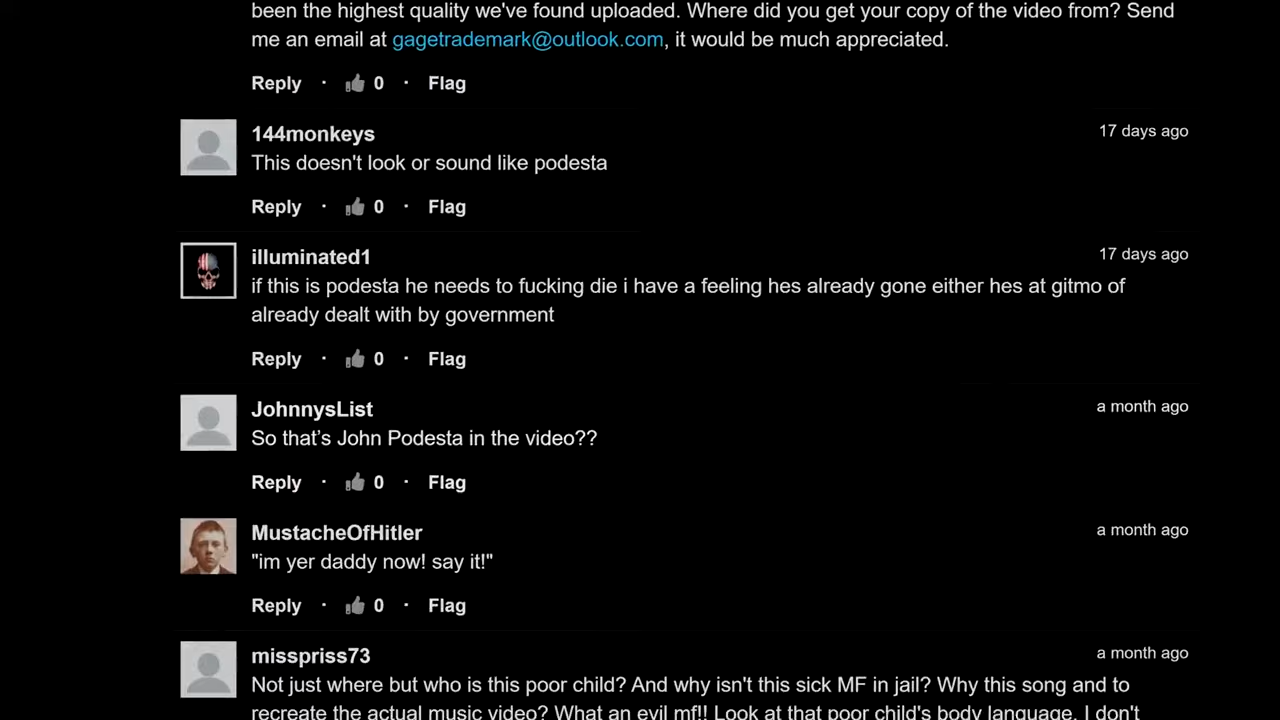 been the highest quality we've found uploaded. Where did you get your copy of the video from? Send
me an email at gagetrademark@outlook.com, it would be much appreciated.
Reply · 0 · Flag
144monkeys 17 days ago
This doesn't look or sound like podesta
Reply · 0 · Flag
illuminated1 17 days ago
if this is podesta he needs to fucking die i have a feeling hes already gone either hes at gitmo of
already dealt with by government
Reply · 0 · Flag
JohnnysList a month ago
So that’s John Podesta in the video??
Reply · 0 · Flag
MustacheOfHitler a month ago
"im yer daddy now! say it!"
Reply · 0 · Flag
misspriss73 a month ago
Not just where but who is this poor child? And why isn't this sick MF in jail? Why this song and to
recreate the actual music video? What an evil mf!! Look at that poor child's body language. I don't